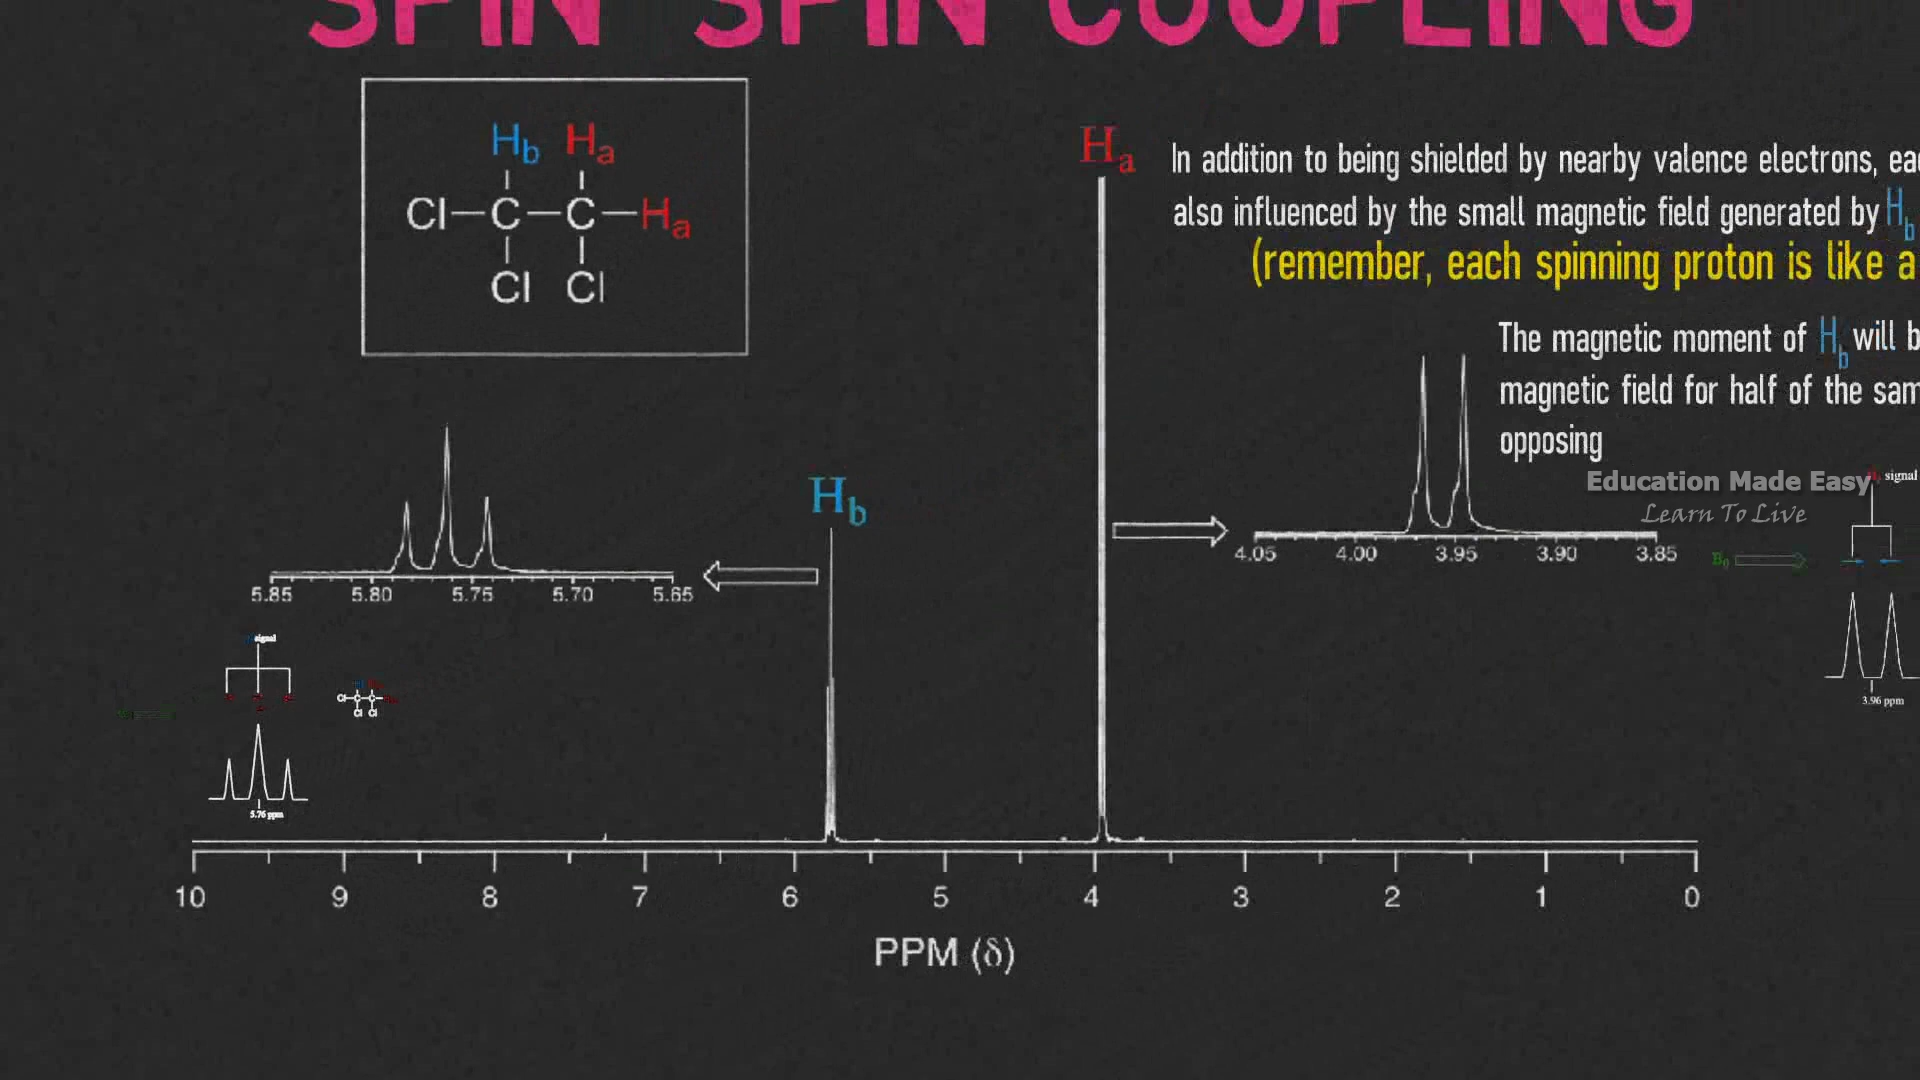 SPIN-SPIN COUPLING
Hb Ha
Cl C C Ha
Cl Cl
Ha
In addition to being shielded by nearby valence electrons, eac
also influenced by the small magnetic field generated by Hb
(remember, each spinning proton is like a
The magnetic moment of Hb will b
magnetic field for half of the sam
opposing
Education Made Easy
Learn To Live
signal
Hb
4.05 4.00 3.95 3.90 3.85
B0
5.85 5.80 5.75 5.70 5.65
signal
Cl C C
Cl Cl
3.96 ppm
5.76 ppm
10 9 8 7 6 5 4 3 2 1 0
PPM (δ)